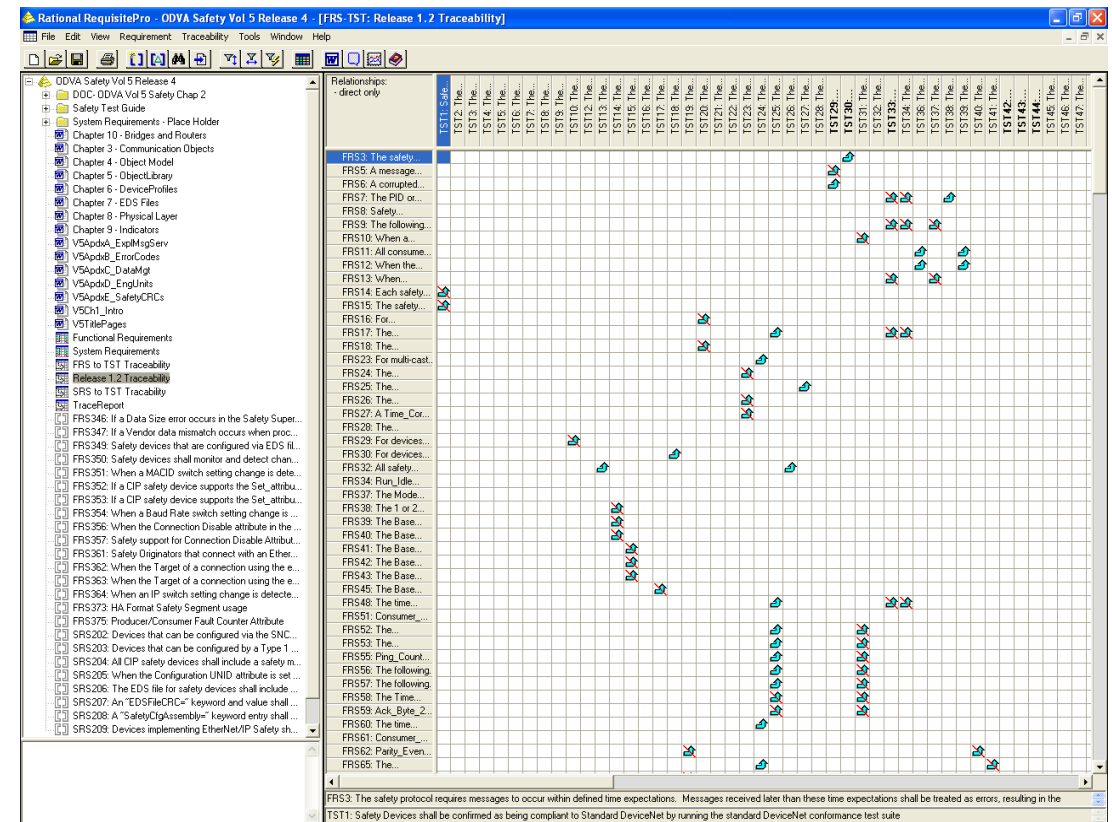 Rational RequisitePro - ODVA Safety Vol 5 Release 4 - [FRS-TST: Release 1.2 Traceability]
File Edit View Requirement Traceability Tools Window Help
ODVA Safety Vol 5 Release 4
DOC- ODVA Vol 5 Safety Chap 2
Safety Test Guide
System Requirements - Place Holder
Chapter 10 - Bridges and Routers
Chapter 3 - Communication Objects
Chapter 4 - Object Model
Chapter 5 - ObjectLibrary
Chapter 6 - DeviceProfiles
Chapter 7 - EDS Files
Chapter 8 - Physical Layer
Chapter 9 - Indicators
V5ApdxA_ExplMsgServ
V5ApdxB_ErrorCodes
V5ApdxC_DataMgt
V5ApdxD_EngUnits
V5ApdxE_SafetyCRCs
V5Ch1_Intro
V5TitlePages
Functional Requirements
System Requirements
FRS to TST Traceability
Release 1.2 Traceability
SRS to TST Tracability
TraceReport
FRS346: If a Data Size error occurs in the Safety Super...
FRS347: If a Vendor data mismatch occurs when proc...
FRS349: Safety devices that are configured via EDS fil...
FRS350: Safety devices shall monitor and detect chan...
FRS351: When a MACID switch setting change is dete...
FRS352: If a CIP safety device supports the Set_attribu...
FRS353: If a CIP safety device supports the Set_attribu...
FRS354: When a Baud Rate switch setting change is ...
FRS356: When the Connection Disable attribute in the ...
FRS357: Safety support for Connection Disable Attribut...
FRS361: Safety Originators that connect with an Ether...
FRS362: When the Target of a connection using the e...
FRS363: When the Target of a connection using the e...
FRS364: When an IP switch setting change is detecte...
FRS373: HA Format Safety Segment usage
FRS375: Producer/Consumer Fault Counter Attribute
SRS202: Devices that can be configured via the SNC...
SRS203: Devices that can be configured by a Type 1 ...
SRS204: All CIP safety devices shall include a safety m...
SRS205: When the Configuration UNID attribute is set ...
SRS206: The EDS file for safety devices shall include ...
SRS207: An "EDSFileCRC=" keyword and value shall ...
SRS208: A "SafetyCfgAssembly=" keyword entry shall ...
SRS209: Devices implementing EtherNet/IP Safety sh...
Relationships:
- direct only
TST1: Safe...
TST2: The...
TST3: The...
TST4: The...
TST5: The...
TST6: The...
TST7: The...
TST8: The...
TST9: The...
TST10: The...
TST12: The...
TST13: The...
TST14: The...
TST15: The...
TST16: The...
TST17: The...
TST18: The...
TST19: The...
TST20: The...
TST21: The...
TST22: The...
TST23: The...
TST24: The...
TST25: The...
TST26: The...
TST27: The...
TST28: The...
TST29:...
TST30:...
TST31: The...
TST32: The...
TST33:...
TST34: The...
TST36: The...
TST37: The...
TST38: The...
TST39: The...
TST40: The...
TST41: The...
TST42:...
TST43:...
TST44:...
TST45: The...
TST46: The...
TST47: The...
FRS3: The safety...
FRS5: A message...
FRS6: A corrupted...
FRS7: The PID or...
FRS8: Safety...
FRS9: The following...
FRS10: When a...
FRS11: All consume...
FRS12: When the...
FRS13: When...
FRS14: Each safety...
FRS15: The safety...
FRS16: For...
FRS17: The...
FRS18: The...
FRS23: For multi-cast...
FRS24: The...
FRS25: The...
FRS26: The...
FRS27: A Time_Cor...
FRS28: The...
FRS29: For devices...
FRS30: For devices...
FRS32: All safety...
FRS34: Run_Idle...
FRS37: The Mode...
FRS38: The 1 or 2...
FRS39: The Base...
FRS40: The Base...
FRS41: The Base...
FRS42: The Base...
FRS43: The Base...
FRS45: The Base...
FRS48: The time...
FRS51: Consumer_...
FRS52: The...
FRS53: The...
FRS55: Ping_Count...
FRS56: The following.
FRS57: The following.
FRS58: The Time...
FRS59: Ack_Byte_2...
FRS60: The time...
FRS61: Consumer_...
FRS62: Parity_Even...
FRS65: The...
FRS3: The safety protocol requires messages to occur within defined time expectations. Messages received later than these time expectations shall be treated as errors, resulting in the
TST1: Safety Devices shall be confirmed as being compliant to Standard DeviceNet by running the standard DeviceNet conformance test suite